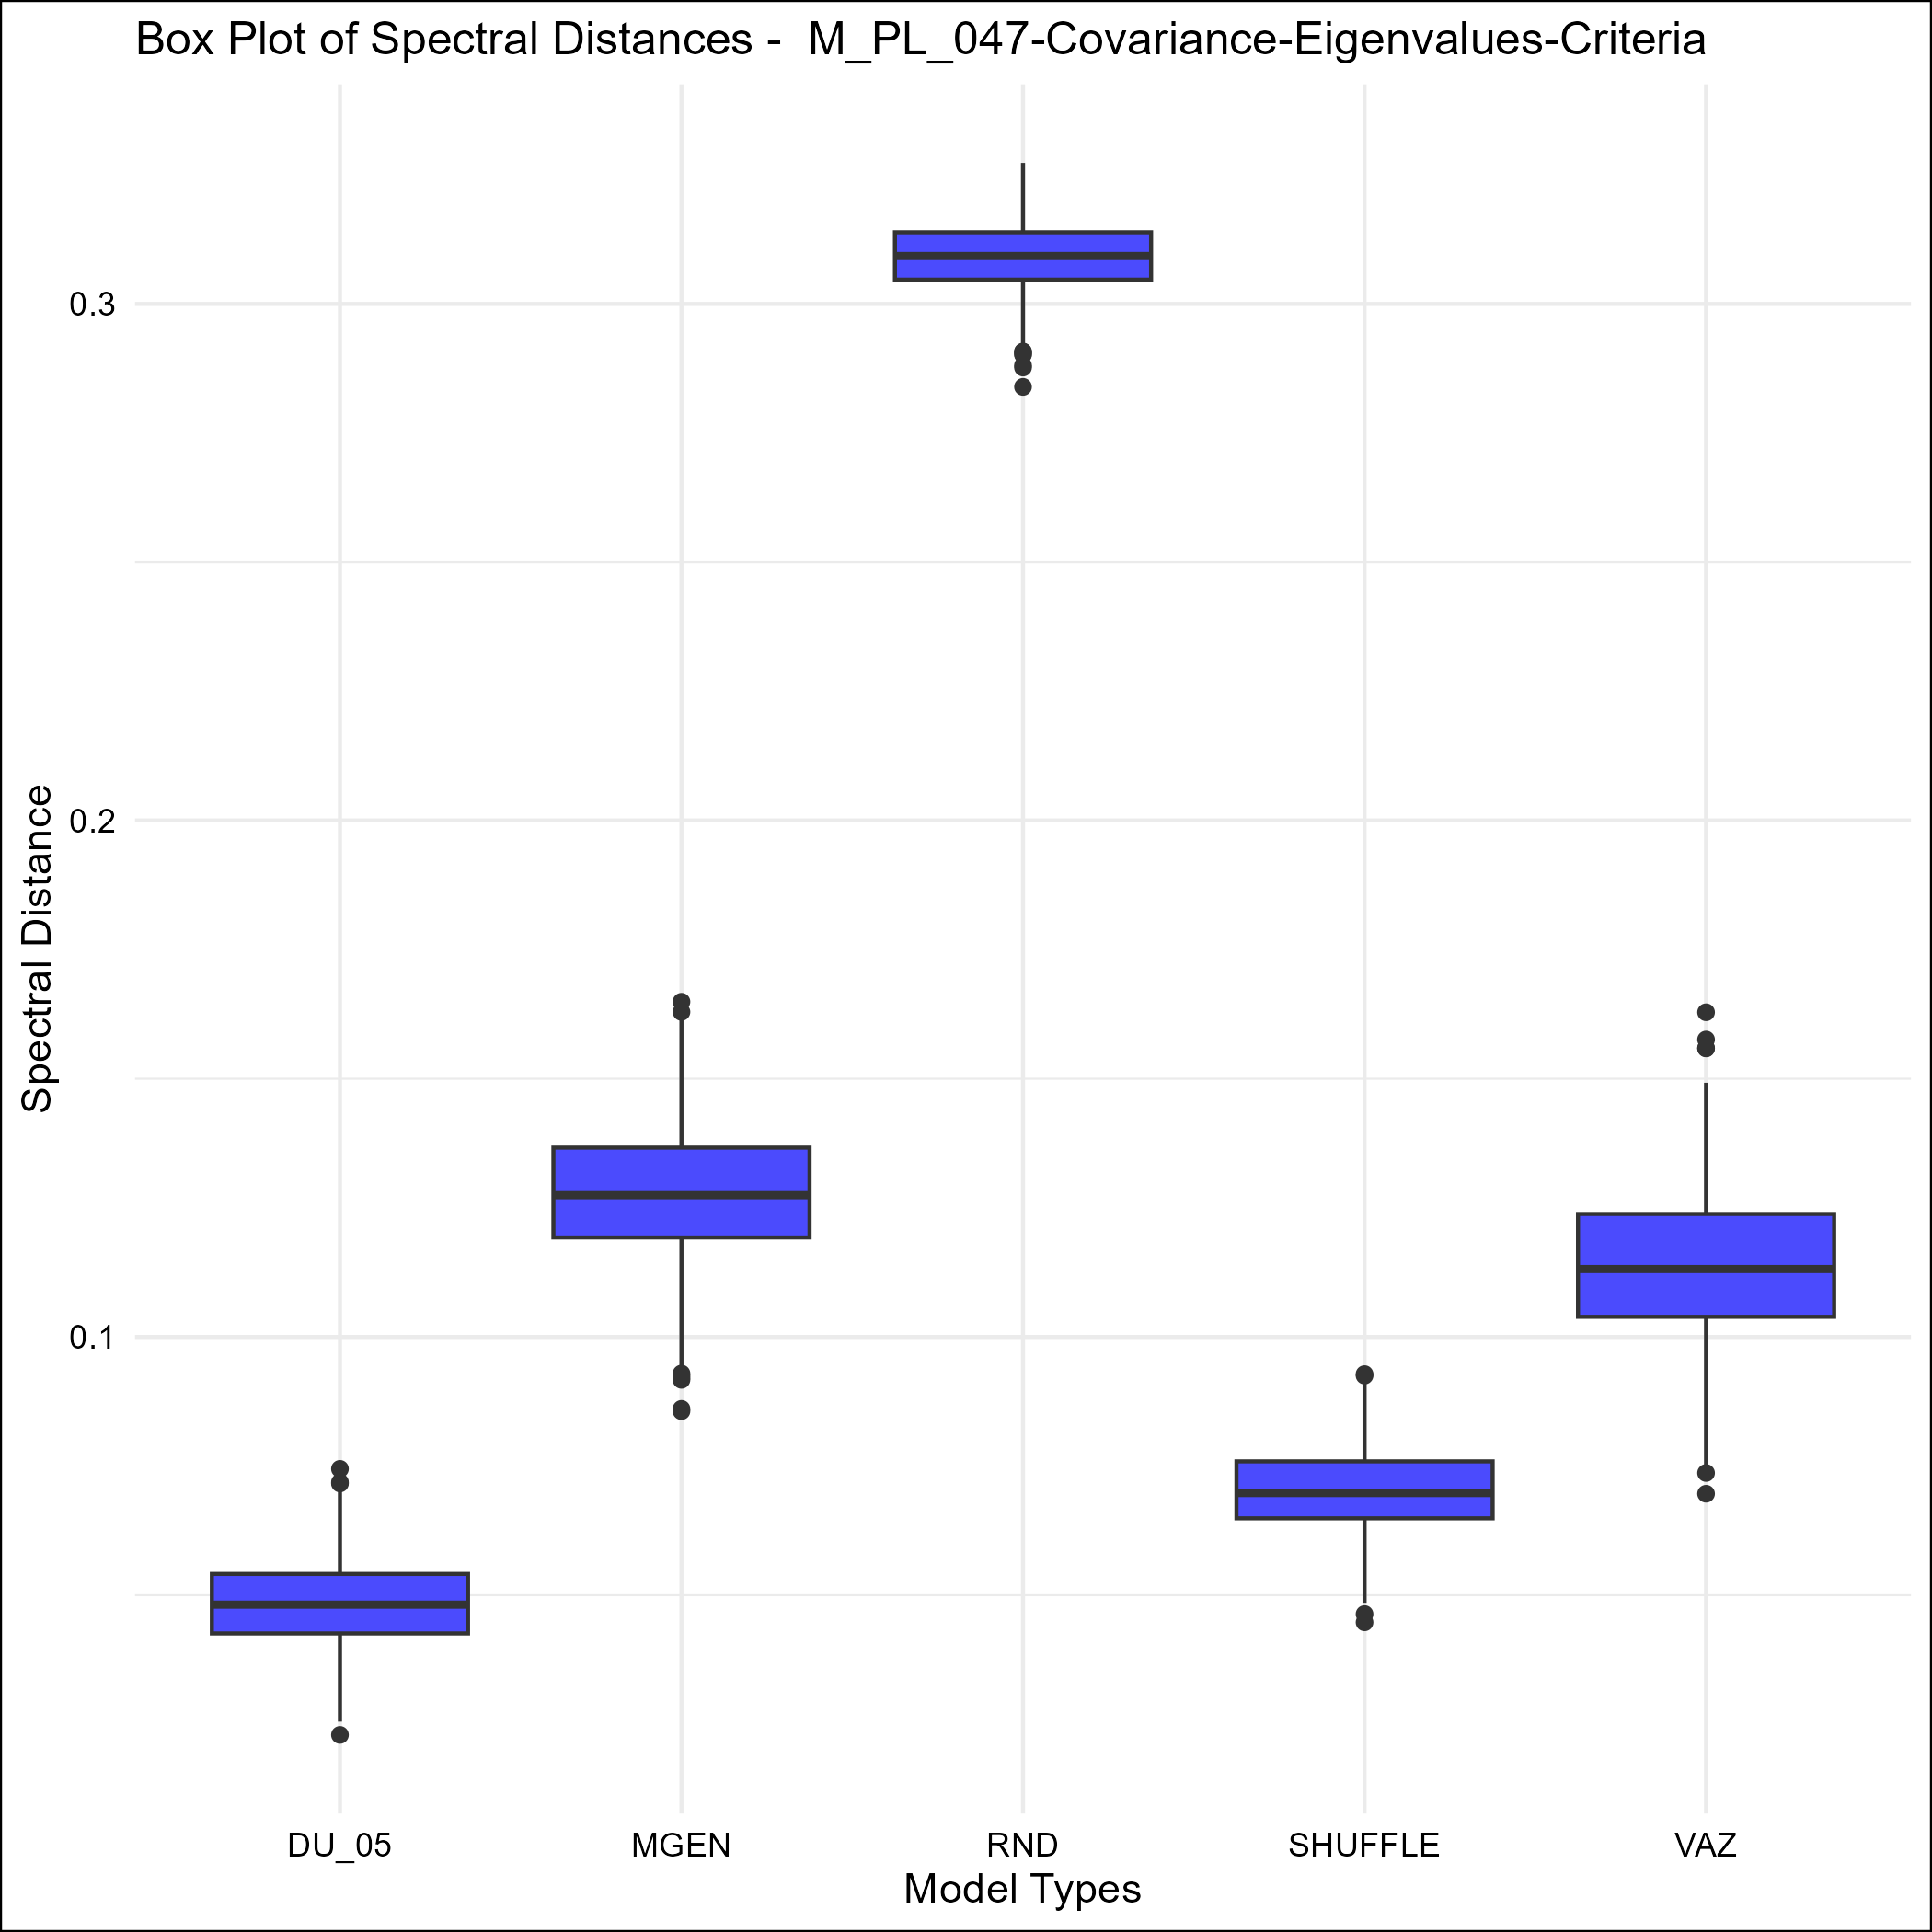 Box Plot of Spectral Distances -  M_PL_047-Covariance-Eigenvalues-Criteria
Spectral Distance
0.3
0.2
0.1
DU_05 MGEN RND SHUFFLE VAZ
Model Types